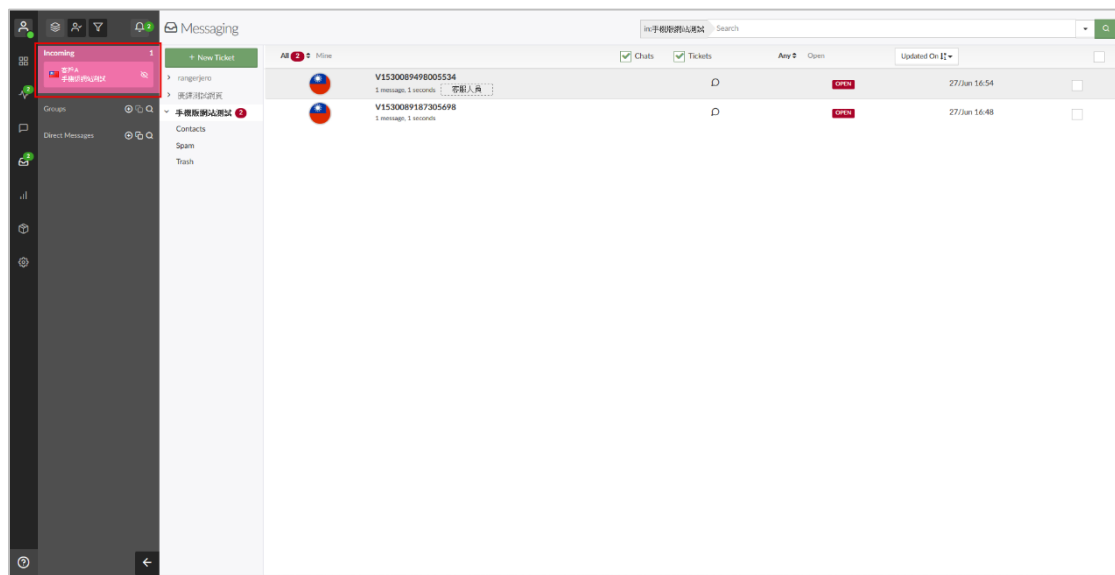 2
Messaging
in:手機版網站測試
Search
Incoming 1
客戶A
手機版網站測試
Groups
Direct Messages
2
2
+ New Ticket
rangerjero
手機版網站測試 2
Contacts
Spam
Trash
All 2 Mine
Chats
Tickets
Any Open
Updated On
V1530089498005534
1 message, 1 seconds 客服人員
OPEN
27/Jun 16:54
V1530089187305698
1 message, 1 seconds
OPEN
27/Jun 16:48